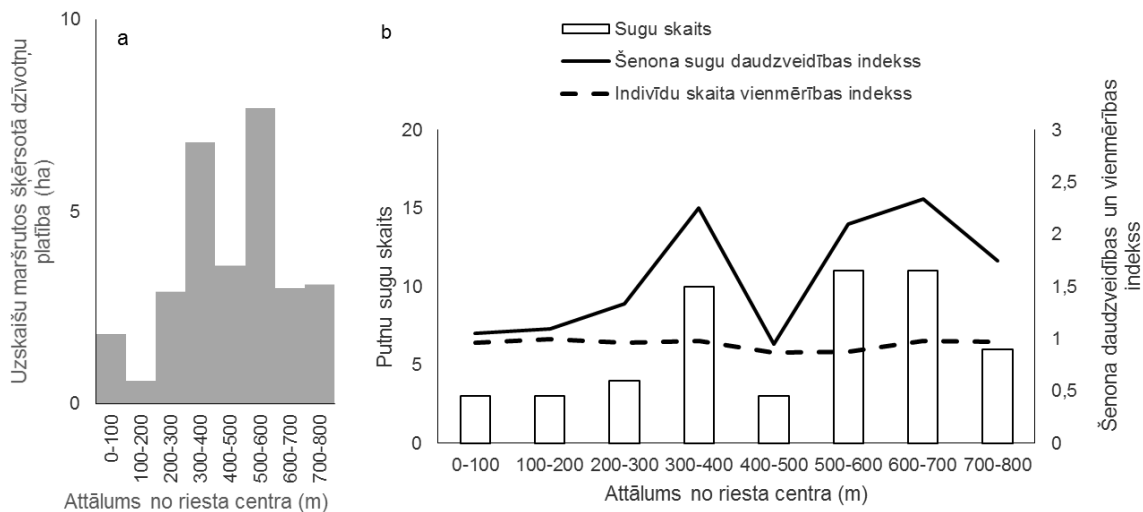 a
Uzskaišu maršrutos šķērsotā dzīvotņu
platība (ha)
10
5
0
0-100
100-200
200-300
300-400
400-500
500-600
600-700
700-800
Attālums no riesta centra (m)
b
Sugu skaits
Šenona sugu daudzveidības indekss
Indivīdu skaita vienmērības indekss
Putnu sugu skaits
20
15
10
5
0
3
2,5
2
1,5
1
0,5
0
Šenona daudzveidības un vienmērības
indekss
0-100 100-200 200-300 300-400 400-500 500-600 600-700 700-800
Attālums no riesta centra (m)